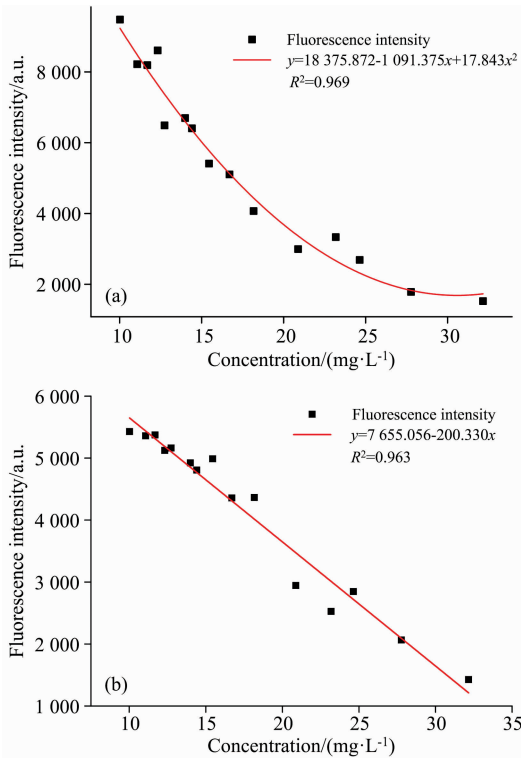 Fluorescence intensity
y=18 375.872-1 091.375x+17.843x²
R²=0.969
Fluorescence intensity/a.u.
8 000
6 000
4 000
2 000
(a)
10
15
20
25
30
Concentration/(mg·L⁻¹)
Fluorescence intensity
y=7 655.056-200.330x
R²=0.963
Fluorescence intensity/a.u.
6 000
5 000
4 000
3 000
2 000
1 000
(b)
10
15
20
25
30
35
Concentration/(mg·L⁻¹)